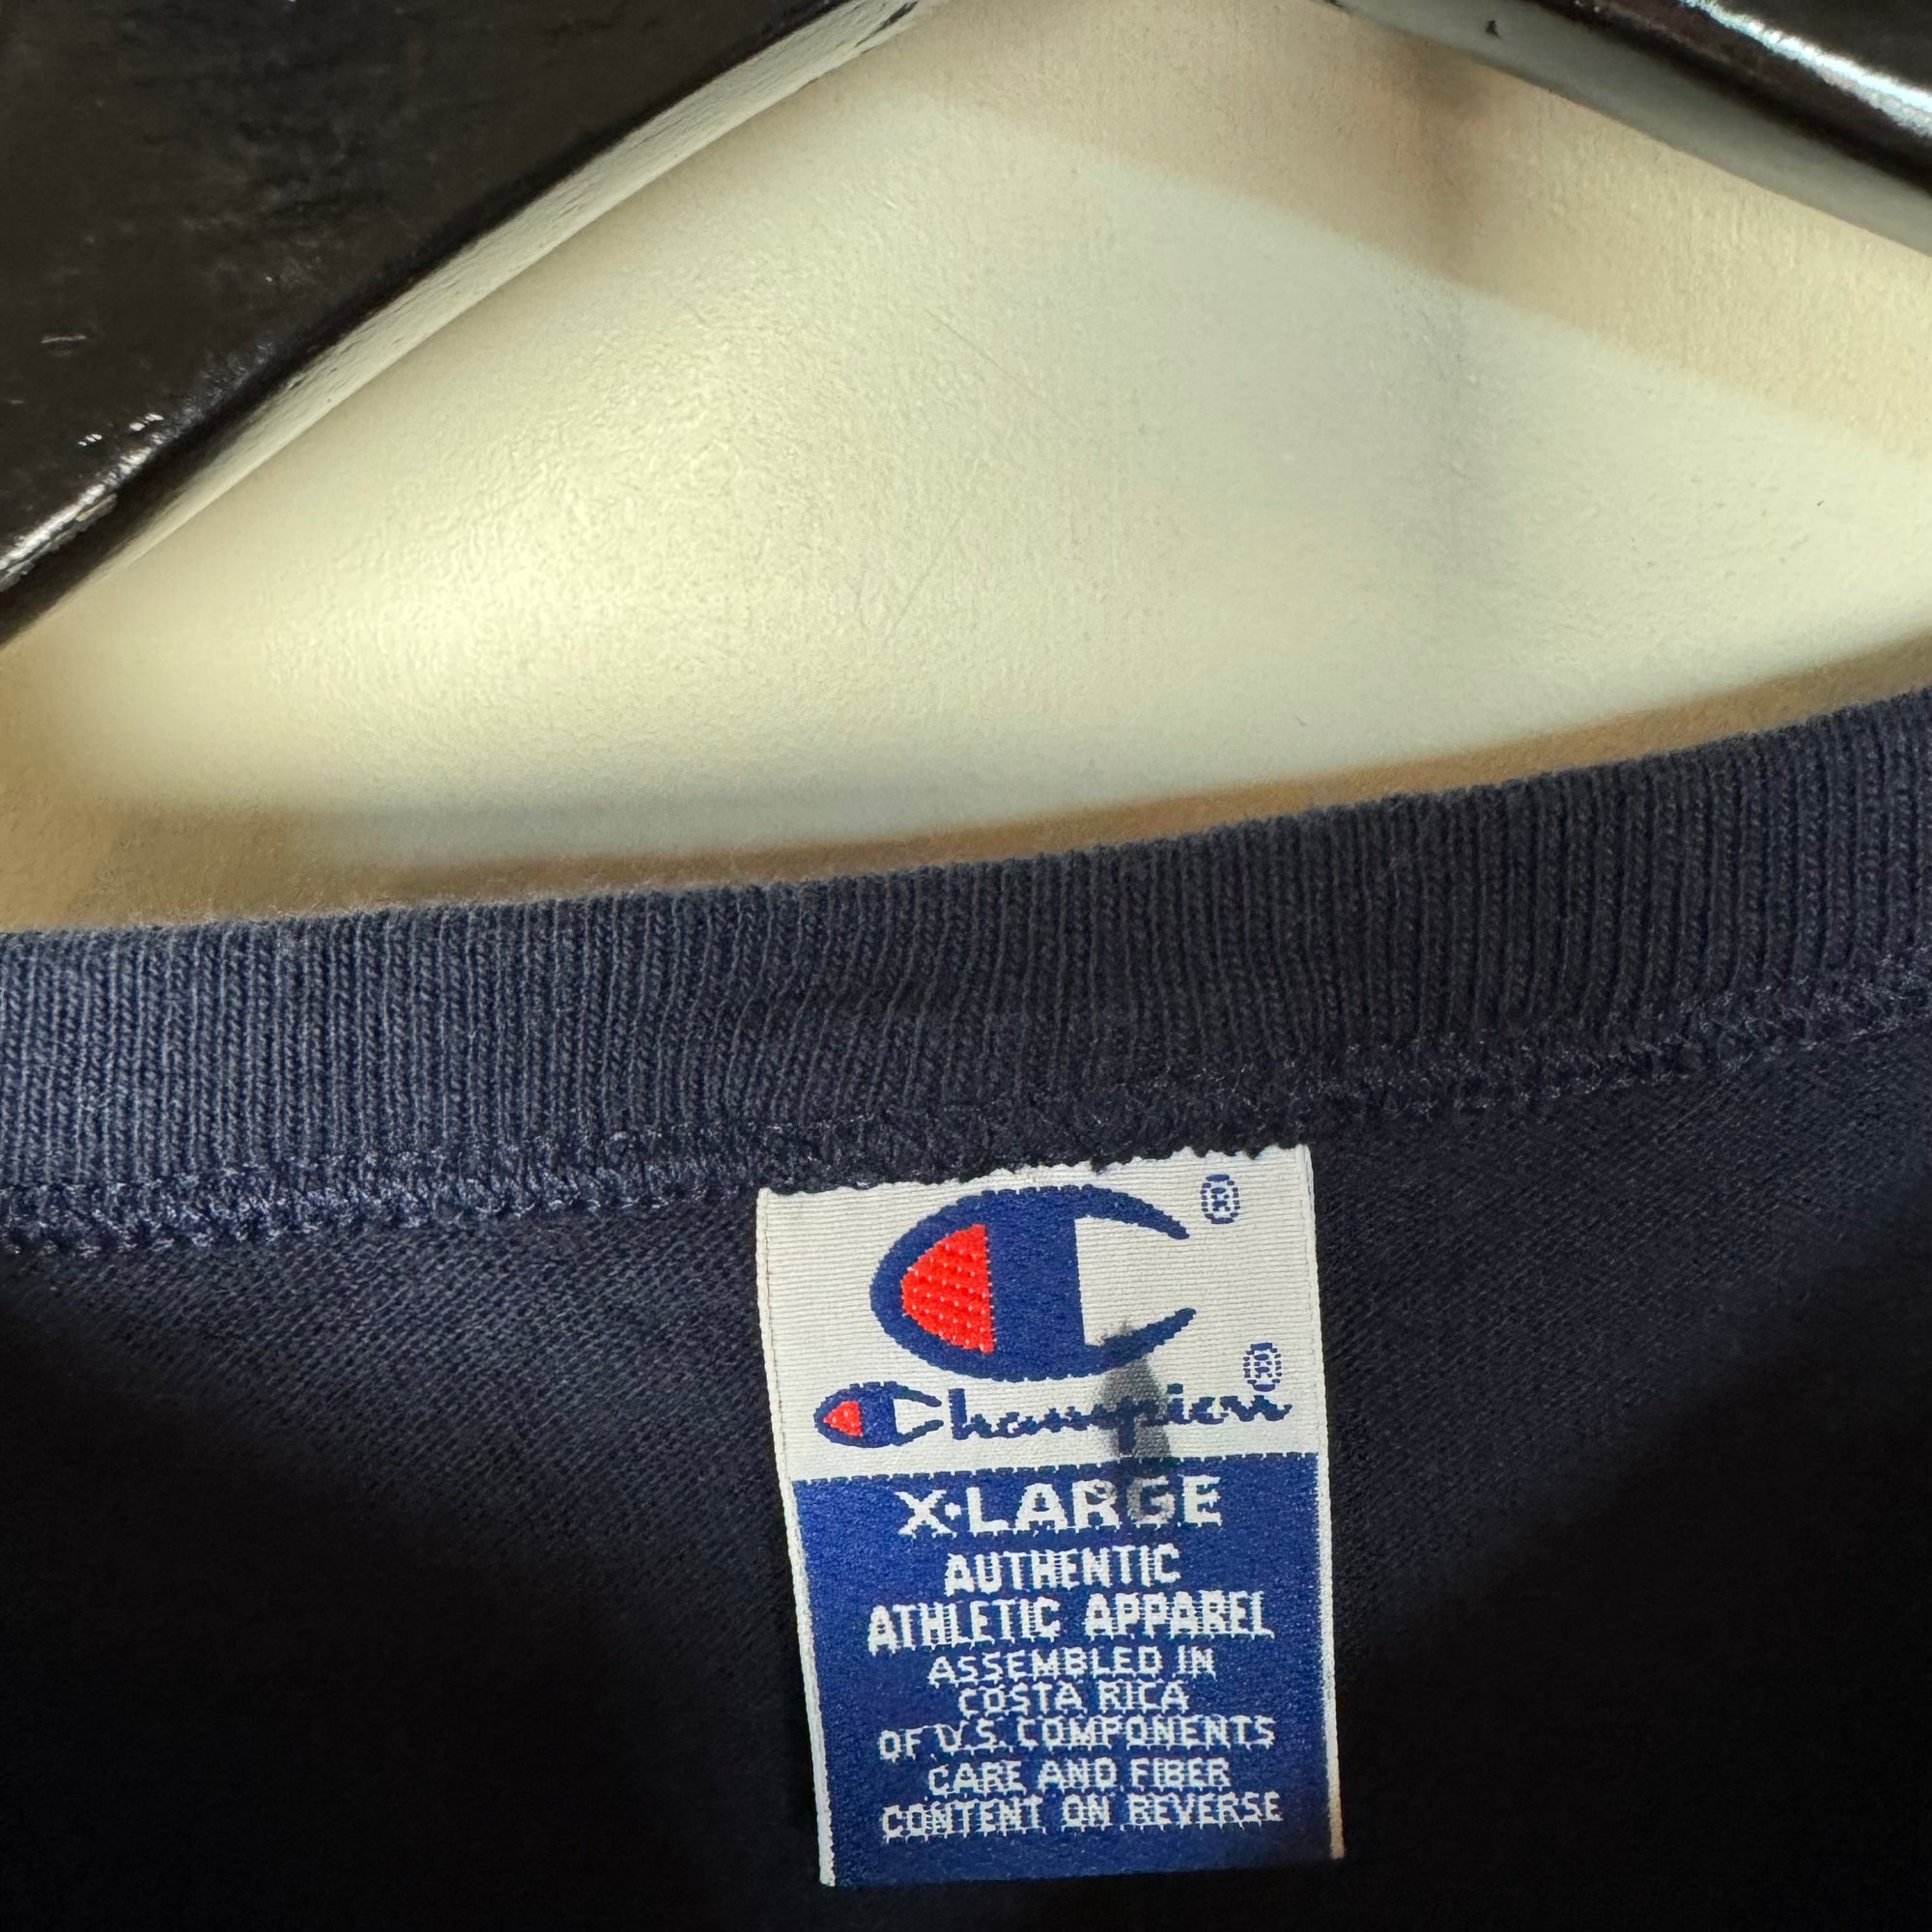 ®
Champion®
X-LARGE
AUTHENTIC
ATHLETIC APPAREL
ASSEMBLED IN
COSTA RICA
OF U.S. COMPONENTS
CARE AND FIBER
CONTENT ON REVERSE